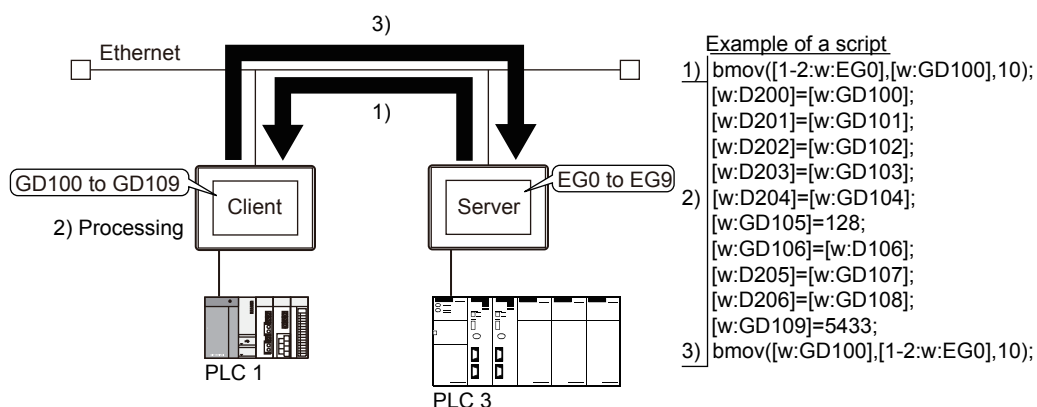 3)
Ethernet
1)
GD100 to GD109
Client
2) Processing
EG0 to EG9
Server
PLC 1
PLC 3
Example of a script
1) bmov([1-2:w:EG0],[w:GD100],10);
[w:D200]=[w:GD100];
[w:D201]=[w:GD101];
[w:D202]=[w:GD102];
[w:D203]=[w:GD103];
2) [w:D204]=[w:GD104];
[w:GD105]=128;
[w:GD106]=[w:D106];
[w:D205]=[w:GD107];
[w:D206]=[w:GD108];
[w:GD109]=5433;
3) bmov([w:GD100],[1-2:w:EG0],10);